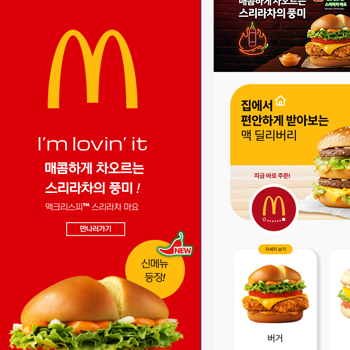 I'm lovin' it
매콤하게 차오르는
스리라차의 풍미 !
맥크리스피™ 스리라차 마요
만나러가기
NEW
신메뉴
등장!
매콤하게 차오르는
스리라차의 풍미
집에서
편안하게 받아보는
맥 딜리버리
지금 바로 주문!
자세히 보기
버거